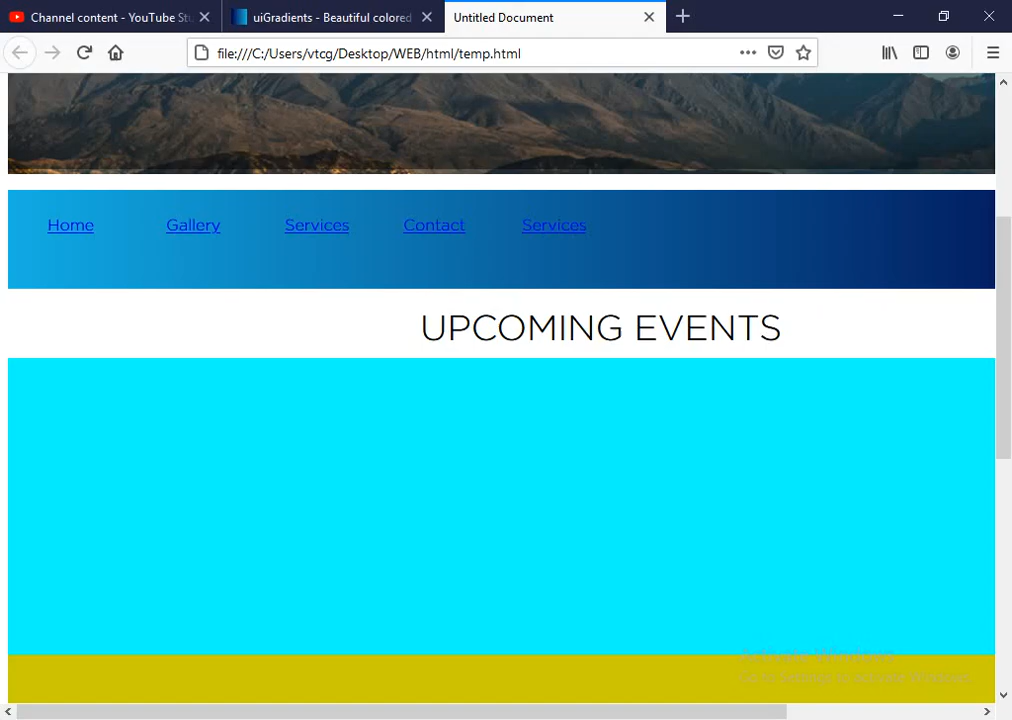 Channel content - YouTube Stu
uiGradients - Beautiful colored
Untitled Document
file:///C:/Users/vtcg/Desktop/WEB/html/temp.html
Home Gallery Services Contact Services
UPCOMING EVENTS
Activate Windows
Go to Settings to activate Windows.